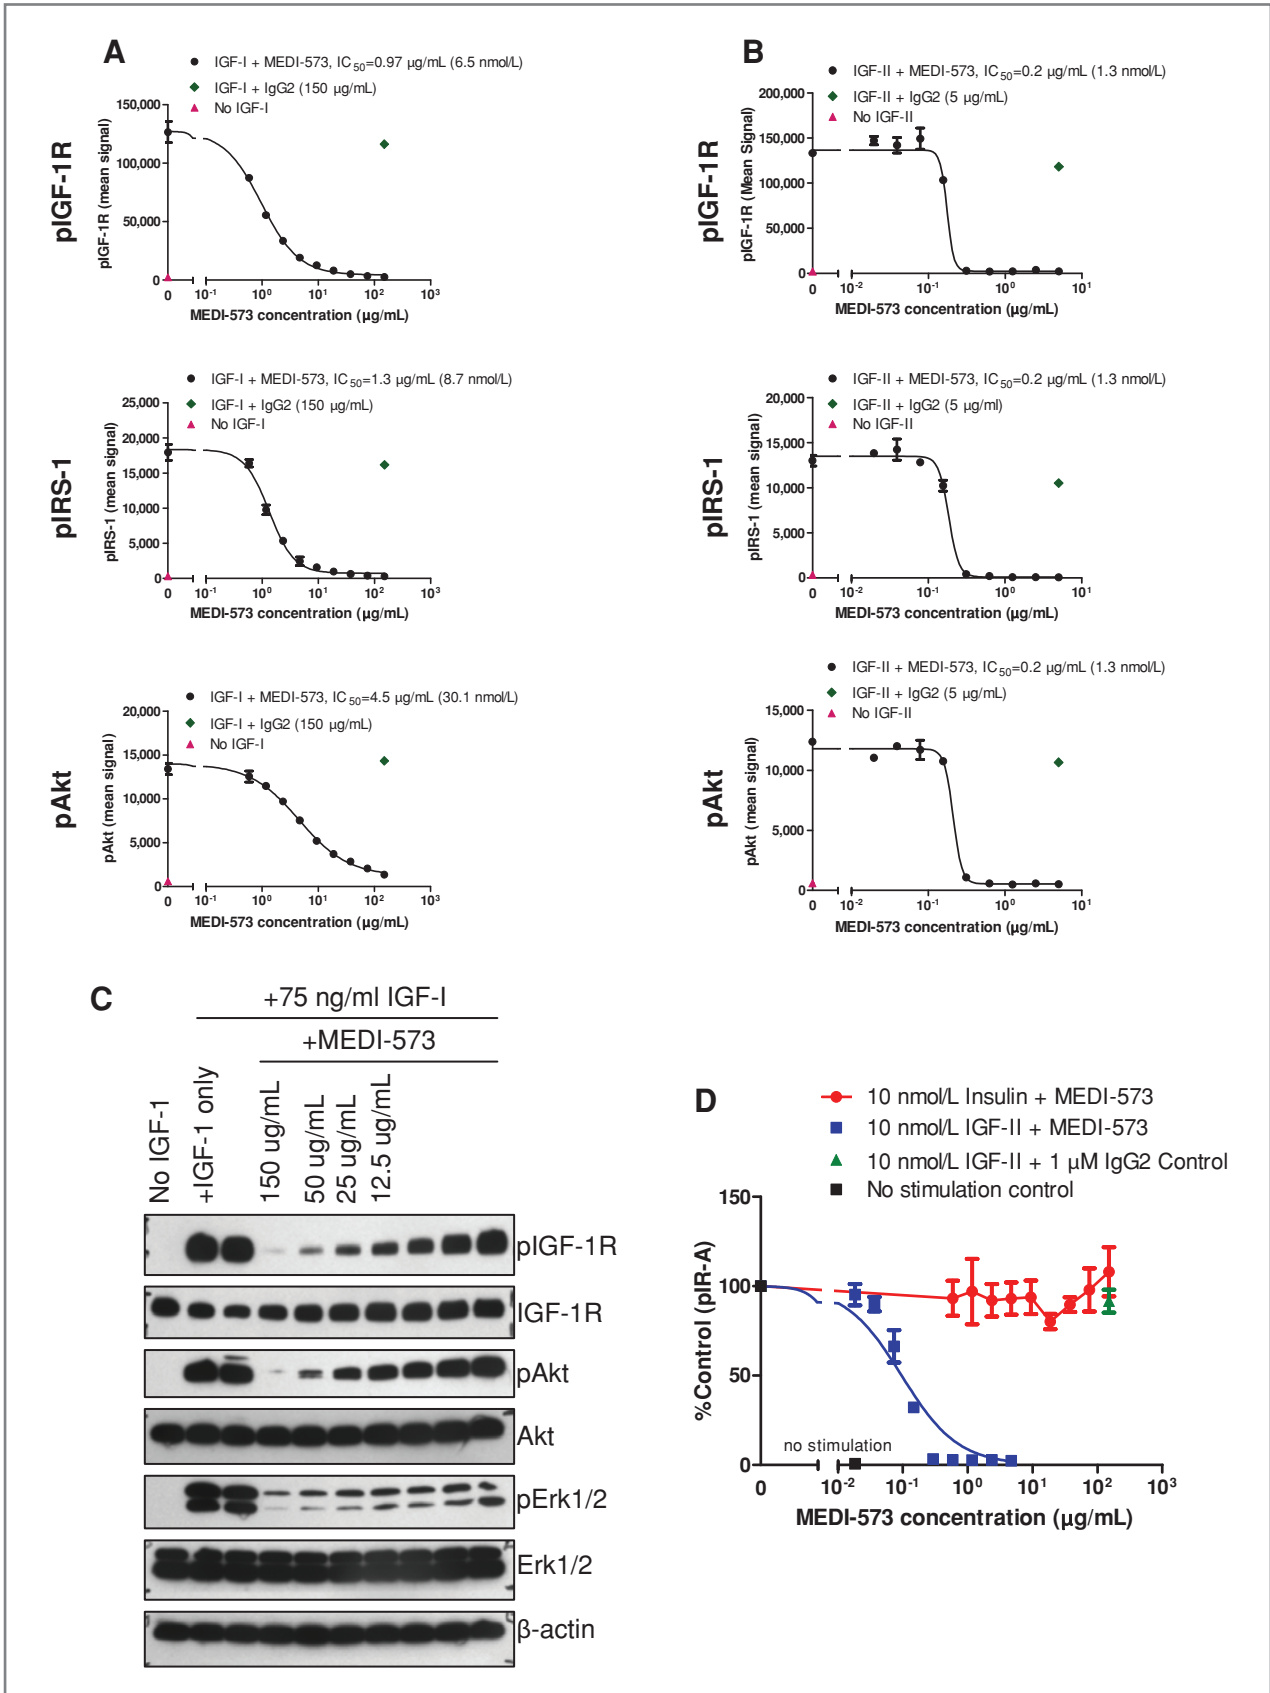 A
IGF-I + MEDI-573, IC50=0.97 µg/mL (6.5 nmol/L)
IGF-I + IgG2 (150 µg/mL)
No IGF-I
pIGF-1R
pIGF-1R (mean signal)
150,000
100,000
50,000
0
0 10-1 100 101 102 103
MEDI-573 concentration (µg/mL)
IGF-I + MEDI-573, IC50=1.3 µg/mL (8.7 nmol/L)
IGF-I + IgG2 (150 µg/mL)
No IGF-I
pIRS-1
pIRS-1 (mean signal)
25,000
20,000
15,000
10,000
5,000
0
0 10-1 100 101 102 103
MEDI-573 concentration (µg/mL)
IGF-I + MEDI-573, IC50=4.5 µg/mL (30.1 nmol/L)
IGF-I + IgG2 (150 µg/mL)
No IGF-I
pAkt
pAkt (mean signal)
20,000
15,000
10,000
5,000
0
0 10-1 100 101 102 103
MEDI-573 concentration (µg/mL)
B
IGF-II + MEDI-573, IC50=0.2 µg/mL (1.3 nmol/L)
IGF-II + IgG2 (5 µg/mL)
No IGF-II
pIGF-1R
pIGF-1R (Mean Signal)
200,000
150,000
100,000
50,000
0
0 10-2 10-1 100 101
MEDI-573 concentration (µg/mL)
IGF-II + MEDI-573, IC50=0.2 µg/mL (1.3 nmol/L)
IGF-II + IgG2 (5 µg/ml)
No IGF-II
pIRS-1
pIRS-1 (mean signal)
20,000
15,000
10,000
5,000
0
0 10-2 10-1 100 101
MEDI-573 concentration (µg/mL)
IGF-II + MEDI-573, IC50=0.2 µg/mL (1.3 nmol/L)
IGF-II + IgG2 (5 µg/mL)
No IGF-II
pAkt
pAkt (mean signal)
15,000
10,000
5,000
0
0 10-2 10-1 100 101
MEDI-573 concentration (µg/mL)
C
+75 ng/ml IGF-I
+MEDI-573
No IGF-1
+IGF-1 only
150 ug/mL
50 ug/mL
25 ug/mL
12.5 ug/mL
pIGF-1R
IGF-1R
pAkt
Akt
pErk1/2
Erk1/2
β-actin
D
10 nmol/L Insulin + MEDI-573
10 nmol/L IGF-II + MEDI-573
10 nmol/L IGF-II + 1 µM IgG2 Control
No stimulation control
%Control (pIR-A)
150
100
50
0
no stimulation
0 10-2 10-1 100 101 102 103
MEDI-573 concentration (µg/mL)